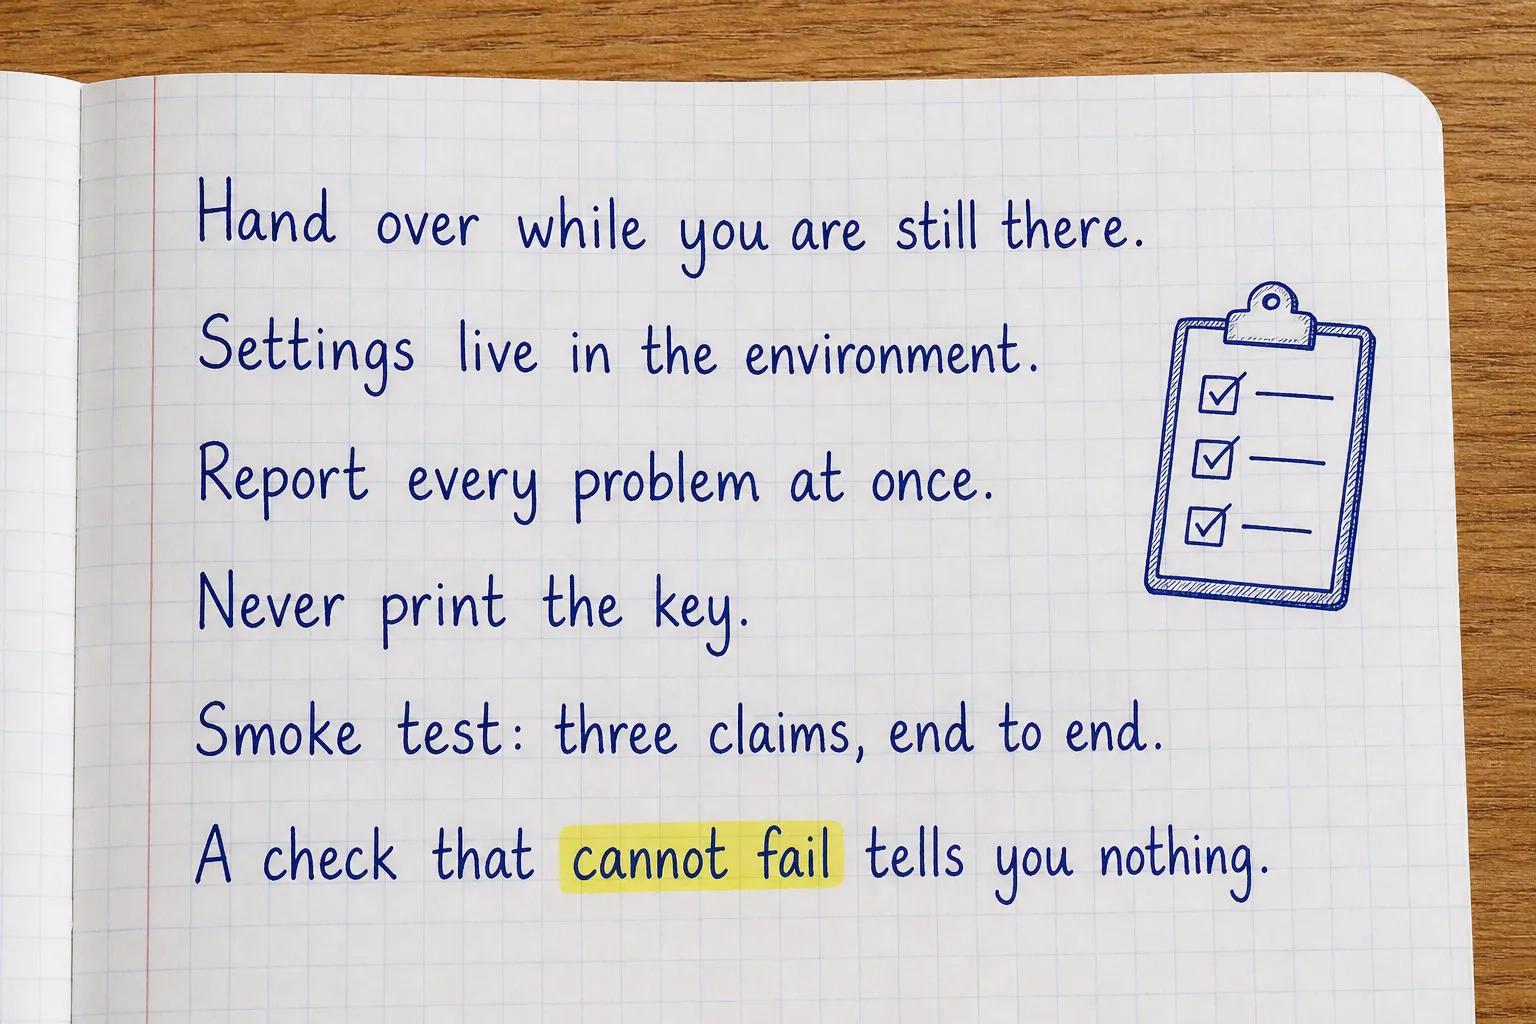 Hand over while you are still there.
Settings live in the environment.
Report every problem at once.
Never print the key.
Smoke test: three claims, end to end.
A check that cannot fail tells you nothing.